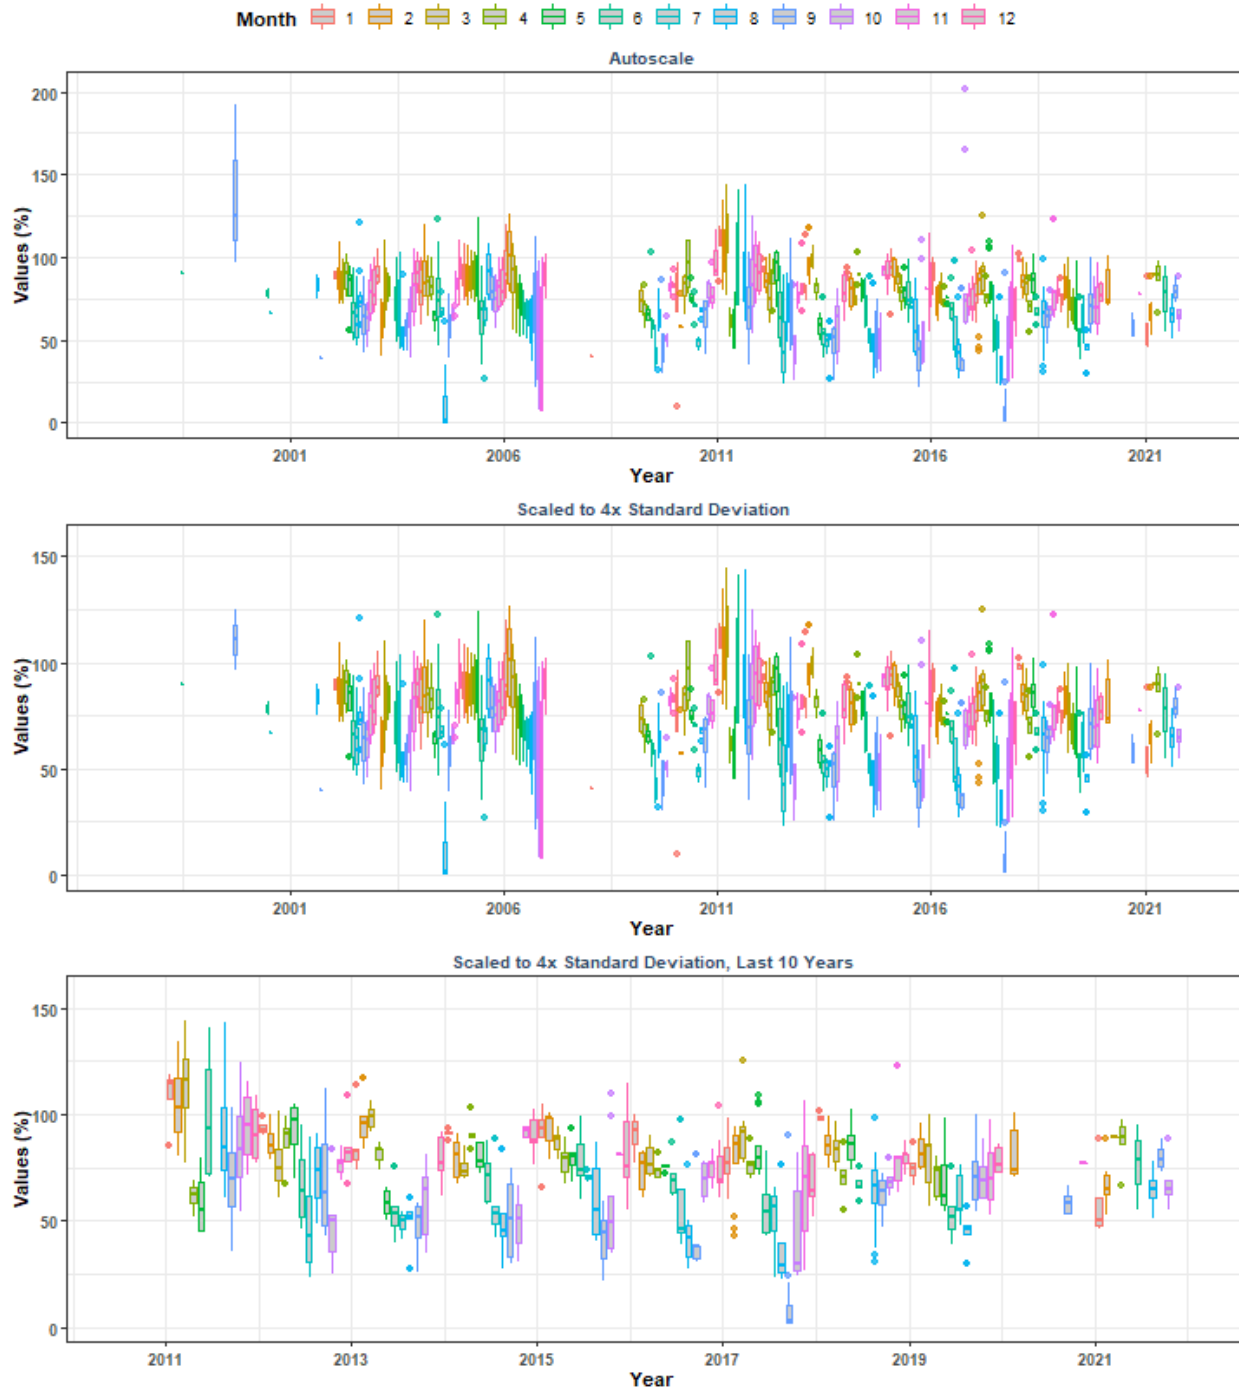 Month 1 2 3 4 5 6 7 8 9 10 11 12
Autoscale
Values (%)
200
150
100
50
0
2001 2006 2011 2016 2021
Year
Scaled to 4x Standard Deviation
Values (%)
150
100
50
0
2001 2006 2011 2016 2021
Year
Scaled to 4x Standard Deviation, Last 10 Years
Values (%)
150
100
50
0
2011 2013 2015 2017 2019 2021
Year